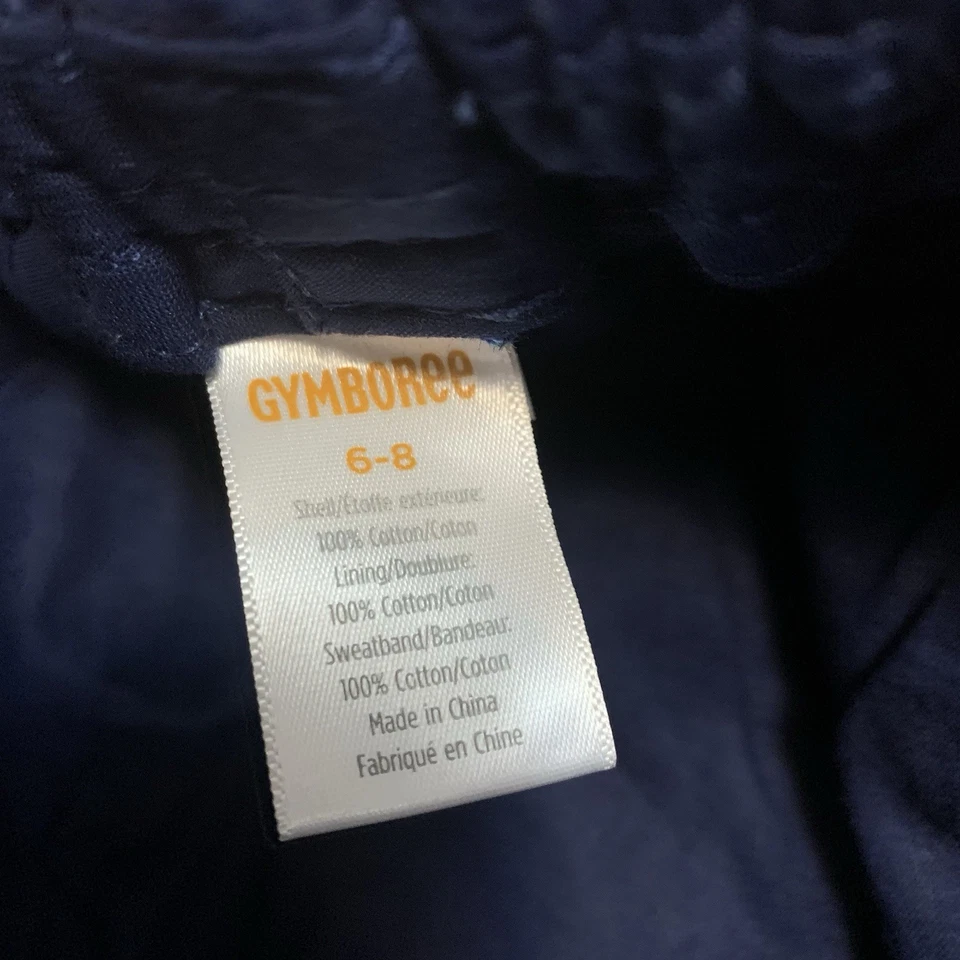 GYMBORee
6-8
Shell/Étoffe extérieure:
100% Cotton/Coton
Lining/Doublure:
100% Cotton/Coton
Sweatband/Bandeau:
100% Cotton/Coton
Made in China
Fabriqué en Chine